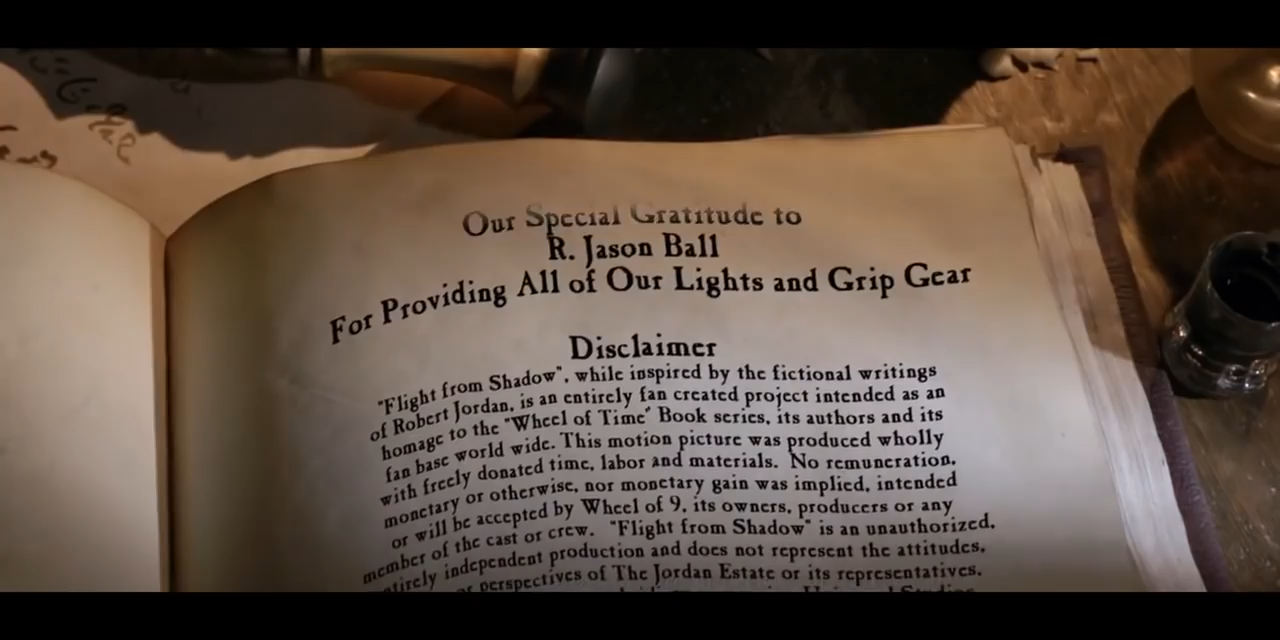 Our Special Gratitude to
R. Jason Ball
For Providing All of Our Lights and Grip Gear
Disclaimer
"Flight from Shadow", while inspired by the fictional writings
of Robert Jordan, is an entirely fan created project intended as an
homage to the "Wheel of Time" Book series, its authors and its
fan base world wide. This motion picture was produced wholly
with freely donated time, labor and materials. No remuneration,
monetary or otherwise, nor monetary gain was implied, intended
or will be accepted by Wheel of 9, its owners, producers or any
member of the cast or crew. "Flight from Shadow" is an unauthorized,
entirely independent production and does not represent the attitudes,
or perspectives of The Jordan Estate or its representatives.